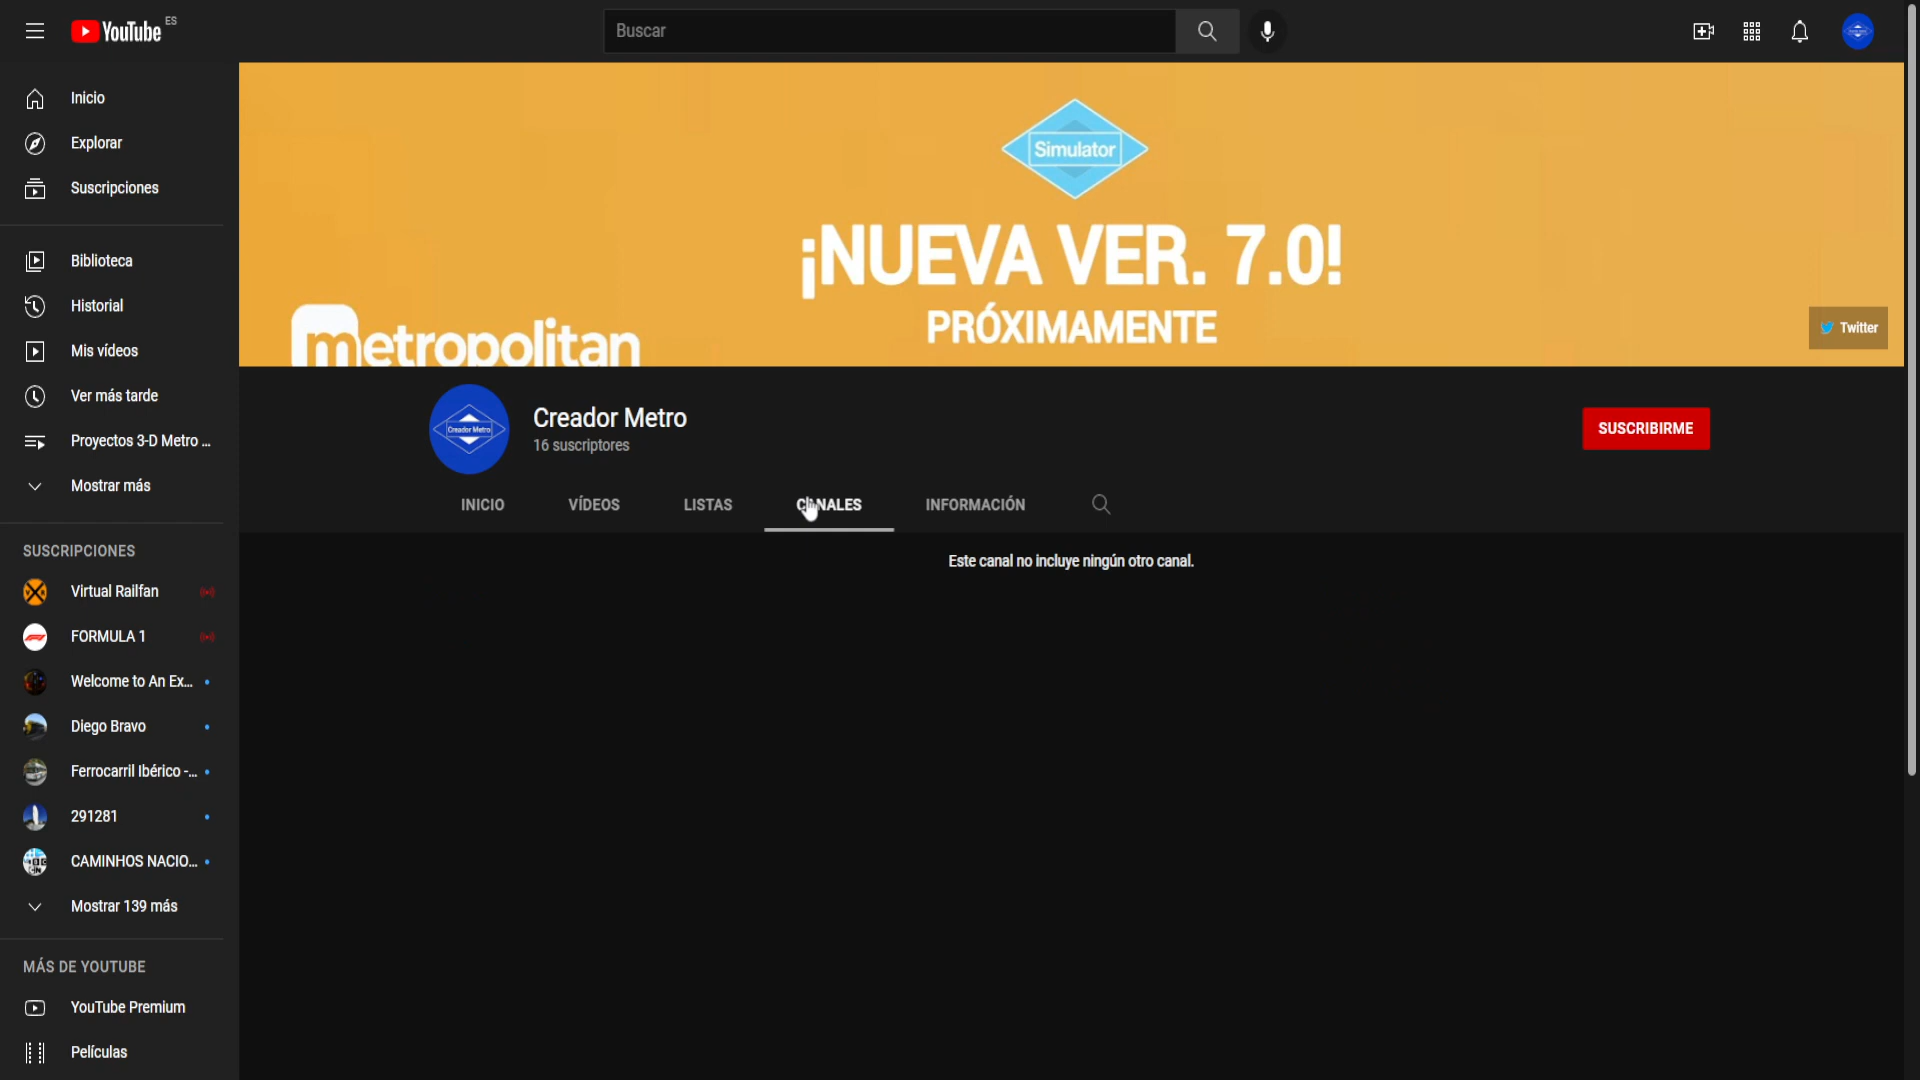 YouTube ES
Buscar
Inicio
Explorar
Suscripciones
Biblioteca
Historial
Mis vídeos
Ver más tarde
Proyectos 3-D Metro ...
Mostrar más
SUSCRIPCIONES
Virtual Railfan
FORMULA 1
Welcome to An Ex...
Diego Bravo
Ferrocarril Ibérico -...
291281
CAMINHOS NACIO...
Mostrar 139 más
MÁS DE YOUTUBE
YouTube Premium
Películas
Simulator
¡NUEVA VER. 7.0!
PRÓXIMAMENTE
metropolitan
Twitter
Creador Metro
Creador Metro
16 suscriptores
SUSCRIBIRME
INICIO
VÍDEOS
LISTAS
CANALES
INFORMACIÓN
Este canal no incluye ningún otro canal.